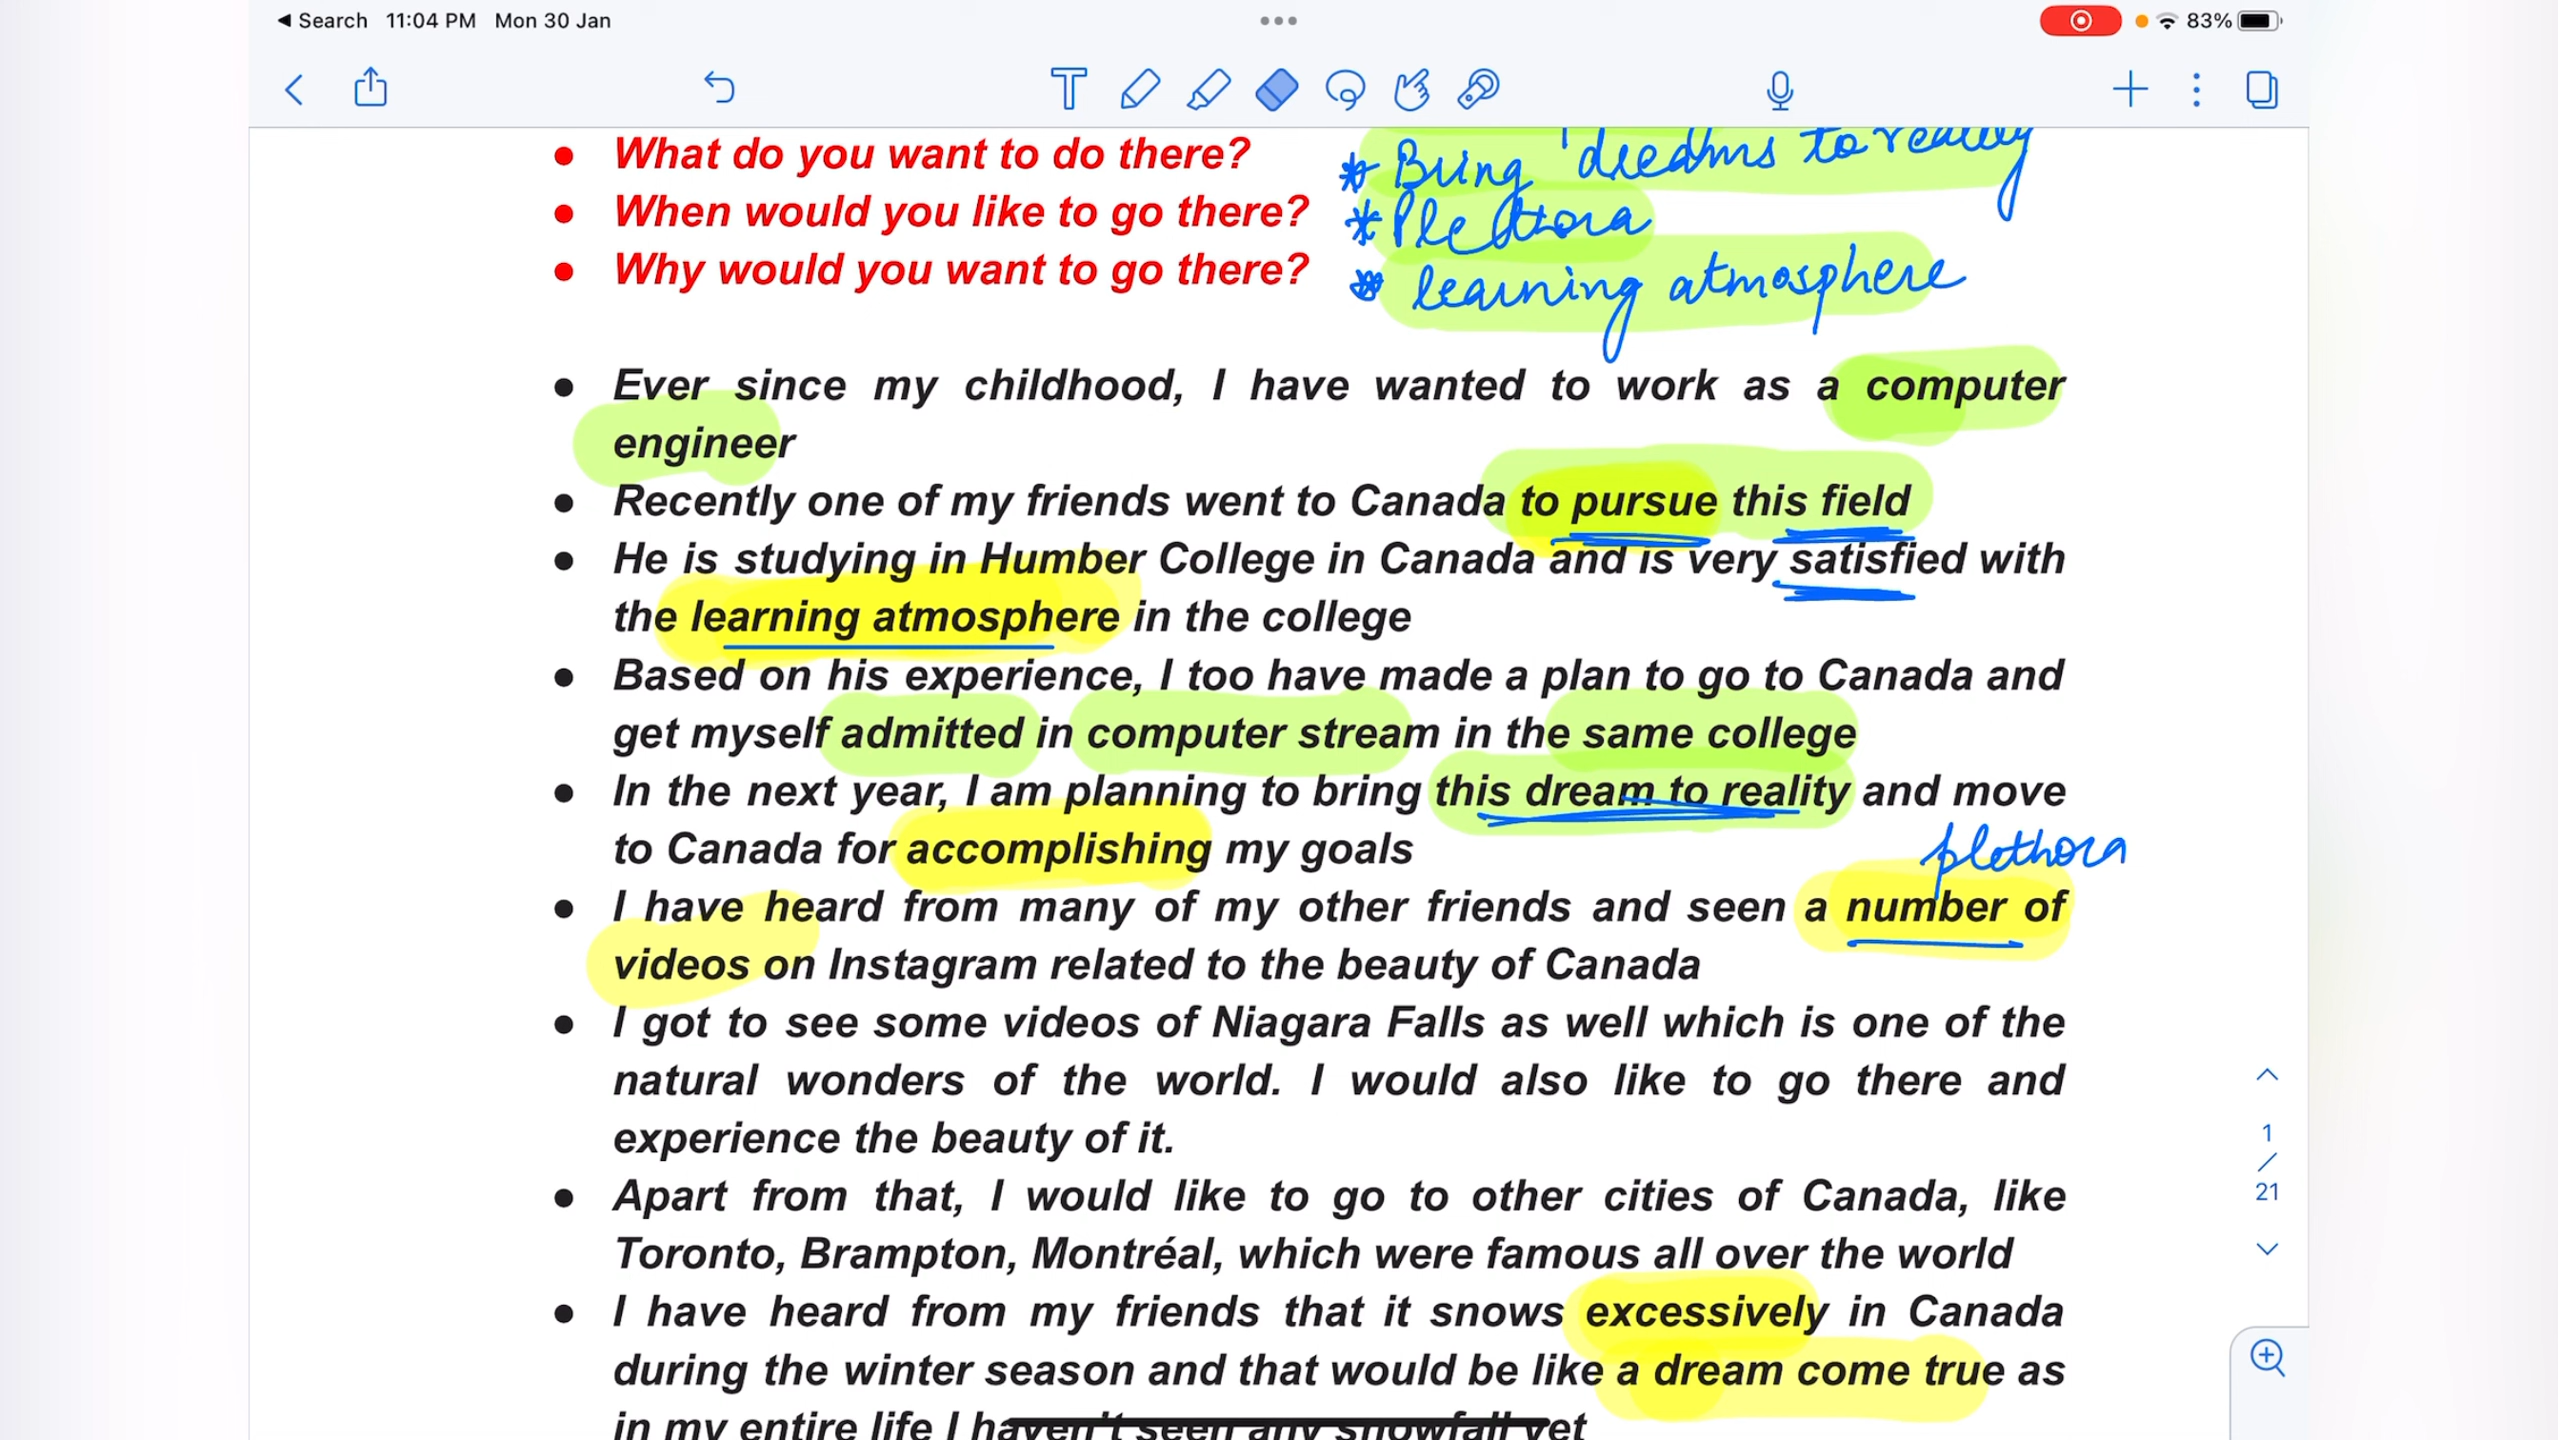 Search 11:04 PM Mon 30 Jan
83%
What do you want to do there?
When would you like to go there?
Why would you want to go there?
* Bring dreams to reality
* Plethora
* learning atmosphere
Ever since my childhood, I have wanted to work as a computer
engineer
Recently one of my friends went to Canada to pursue this field
He is studying in Humber College in Canada and is very satisfied with
the learning atmosphere in the college
Based on his experience, I too have made a plan to go to Canada and
get myself admitted in computer stream in the same college
In the next year, I am planning to bring this dream to reality and move
to Canada for accomplishing my goals
plethora
I have heard from many of my other friends and seen a number of
videos on Instagram related to the beauty of Canada
I got to see some videos of Niagara Falls as well which is one of the
natural wonders of the world. I would also like to go there and
experience the beauty of it.
Apart from that, I would like to go to other cities of Canada, like
Toronto, Brampton, Montréal, which were famous all over the world
I have heard from my friends that it snows excessively in Canada
during the winter season and that would be like a dream come true as
in my entire life I haven't seen any snowfall yet
1
/
21